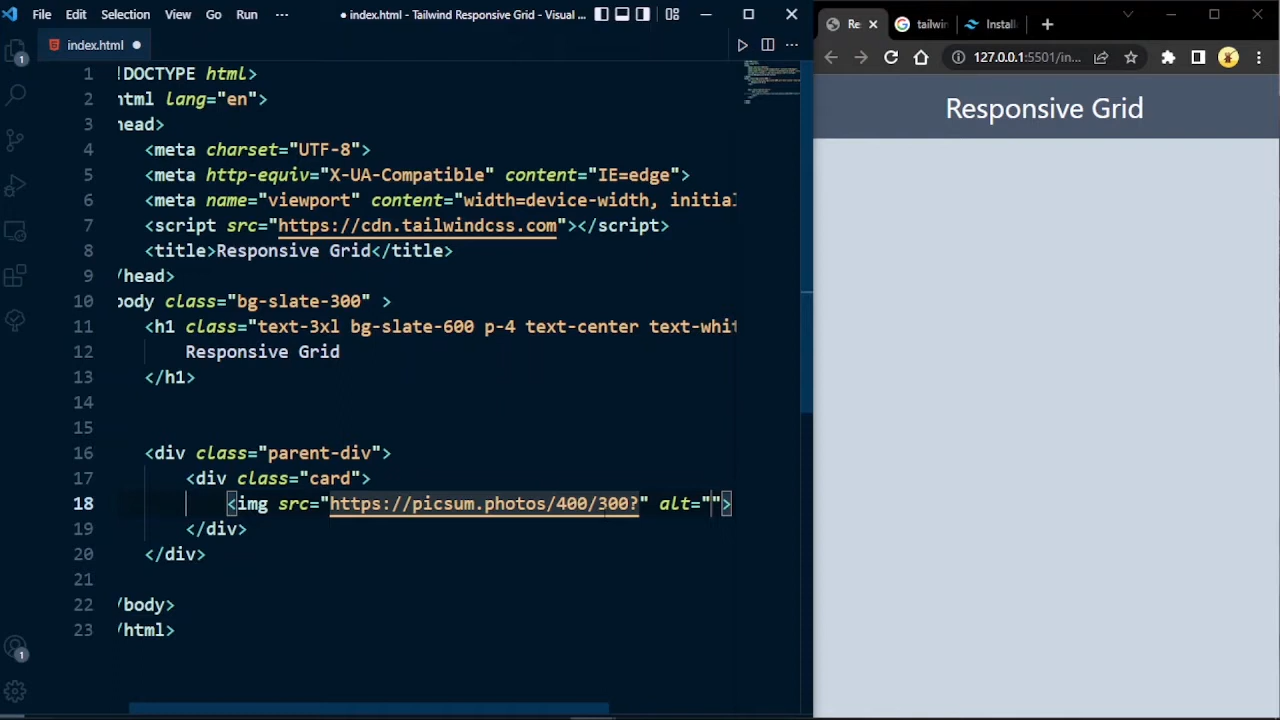 File Edit Selection View Go Run ··· ● index.html - Tailwind Responsive Grid - Visual ...
index.html
1 !DOCTYPE html>
2 html lang="en">
3 head>
4 <meta charset="UTF-8">
5 <meta http-equiv="X-UA-Compatible" content="IE=edge">
6 <meta name="viewport" content="width=device-width, initial
7 <script src="https://cdn.tailwindcss.com"></script>
8 <title>Responsive Grid</title>
9 /head>
10 body class="bg-slate-300" >
11 <h1 class="text-3xl bg-slate-600 p-4 text-center text-whit
12 Responsive Grid
13 </h1>
14
15
16 <div class="parent-div">
17 <div class="card">
18 <img src="https://picsum.photos/400/300?" alt="">
19 </div>
20 </div>
21
22 /body>
23 /html>
1
1
Re tailwin Install
127.0.0.1:5501/in...
Responsive Grid